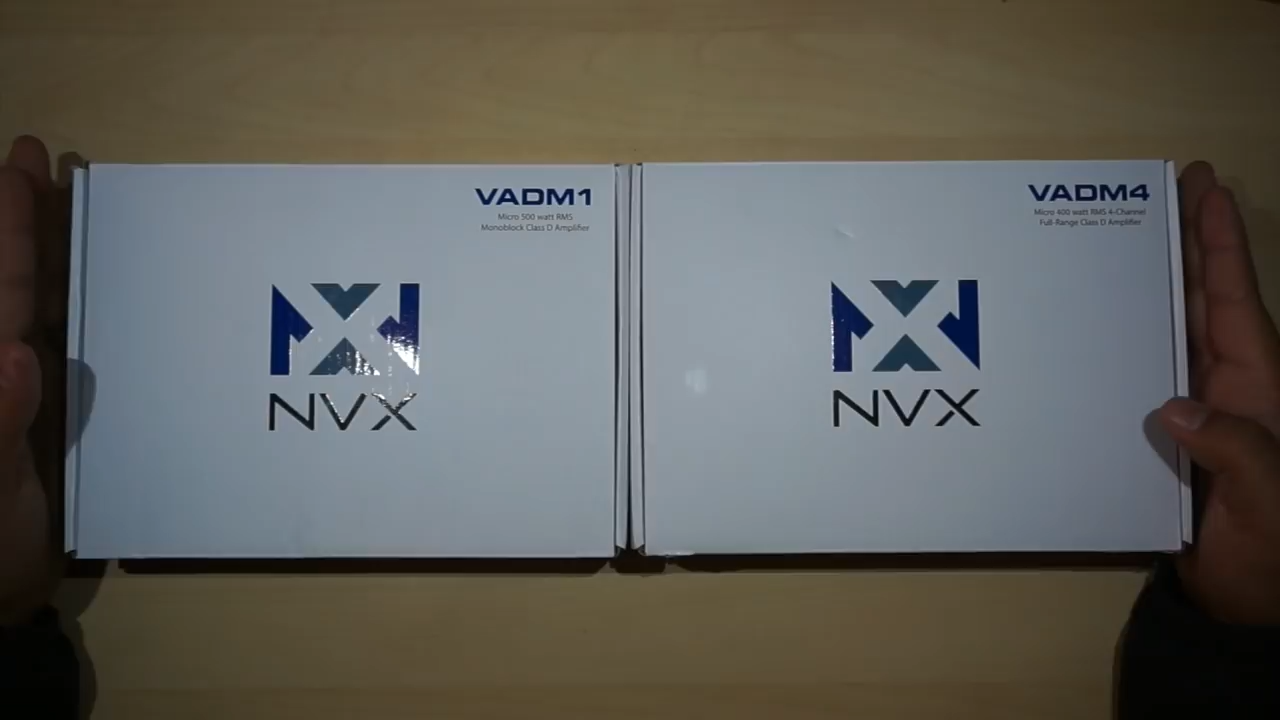 VADM1
Micro 500 watt RMS
Monoblock Class D Amplifier
NVX
VADM4
Micro 400 watt RMS 4-Channel
Full-Range Class D Amplifier
NVX